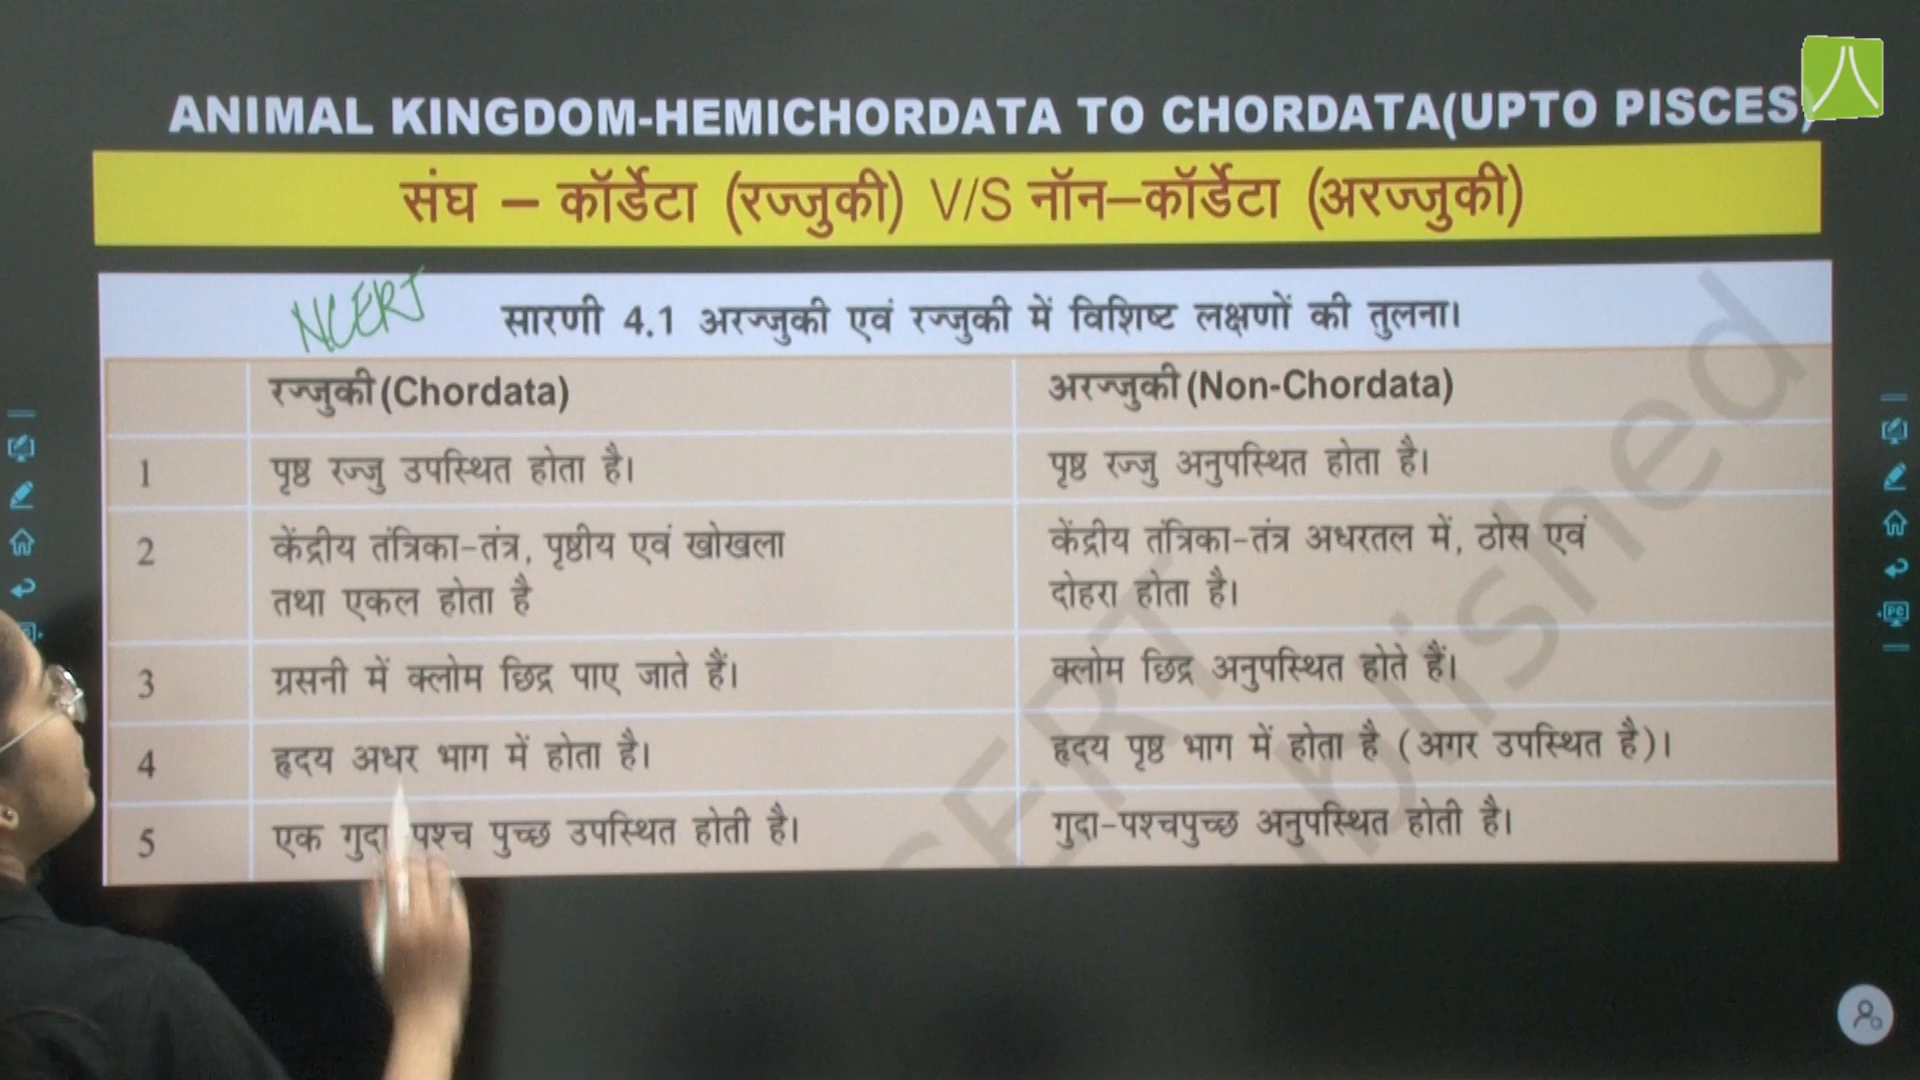 ANIMAL KINGDOM-HEMICHORDATA TO CHORDATA(UPTO PISCES)
संघ – कॉर्डेटा (रज्जुकी) V/S नॉन–कॉर्डेटा (अरज्जुकी)
NCERT
सारणी 4.1 अरज्जुकी एवं रज्जुकी में विशिष्ट लक्षणों की तुलना।
रज्जुकी (Chordata) अरज्जुकी (Non-Chordata)
1 पृष्ठ रज्जु उपस्थित होता है। पृष्ठ रज्जु अनुपस्थित होता है।
2 केंद्रीय तंत्रिका-तंत्र, पृष्ठीय एवं खोखला केंद्रीय तंत्रिका-तंत्र अधरतल में, ठोस एवं
तथा एकल होता है दोहरा होता है।
3 ग्रसनी में क्लोम छिद्र पाए जाते हैं। क्लोम छिद्र अनुपस्थित होते हैं।
4 हृदय अधर भाग में होता है। हृदय पृष्ठ भाग में होता है (अगर उपस्थित है)।
5 एक गुदा पश्च पुच्छ उपस्थित होती है। गुदा-पश्चपुच्छ अनुपस्थित होती है।